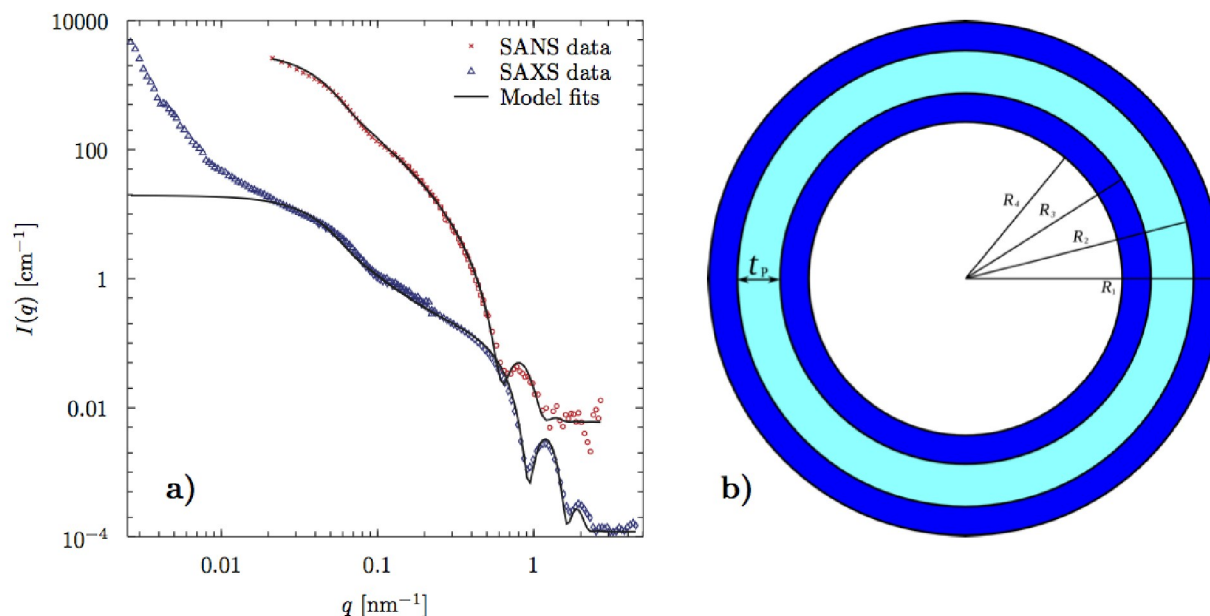 10000
100
1
0.01
10⁻⁴
I(q) [cm⁻¹]
0.01
0.1
1
q [nm⁻¹]
SANS data
SAXS data
Model fits
a)
b)
R₄
R₃
R₂
R₁
tₚ